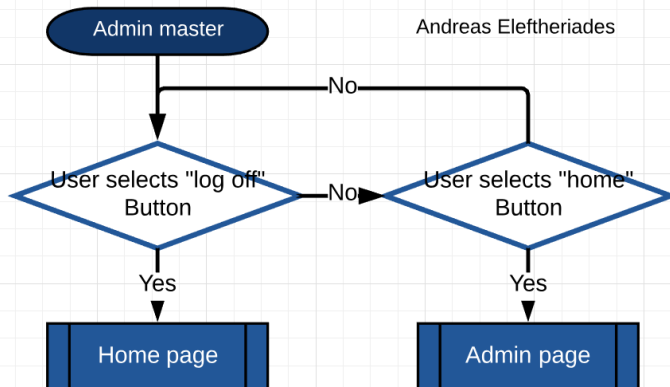 Admin master
Andreas Eleftheriades
No
User selects "log off"
Button
No
User selects "home"
Button
Yes
Yes
Home page
Admin page